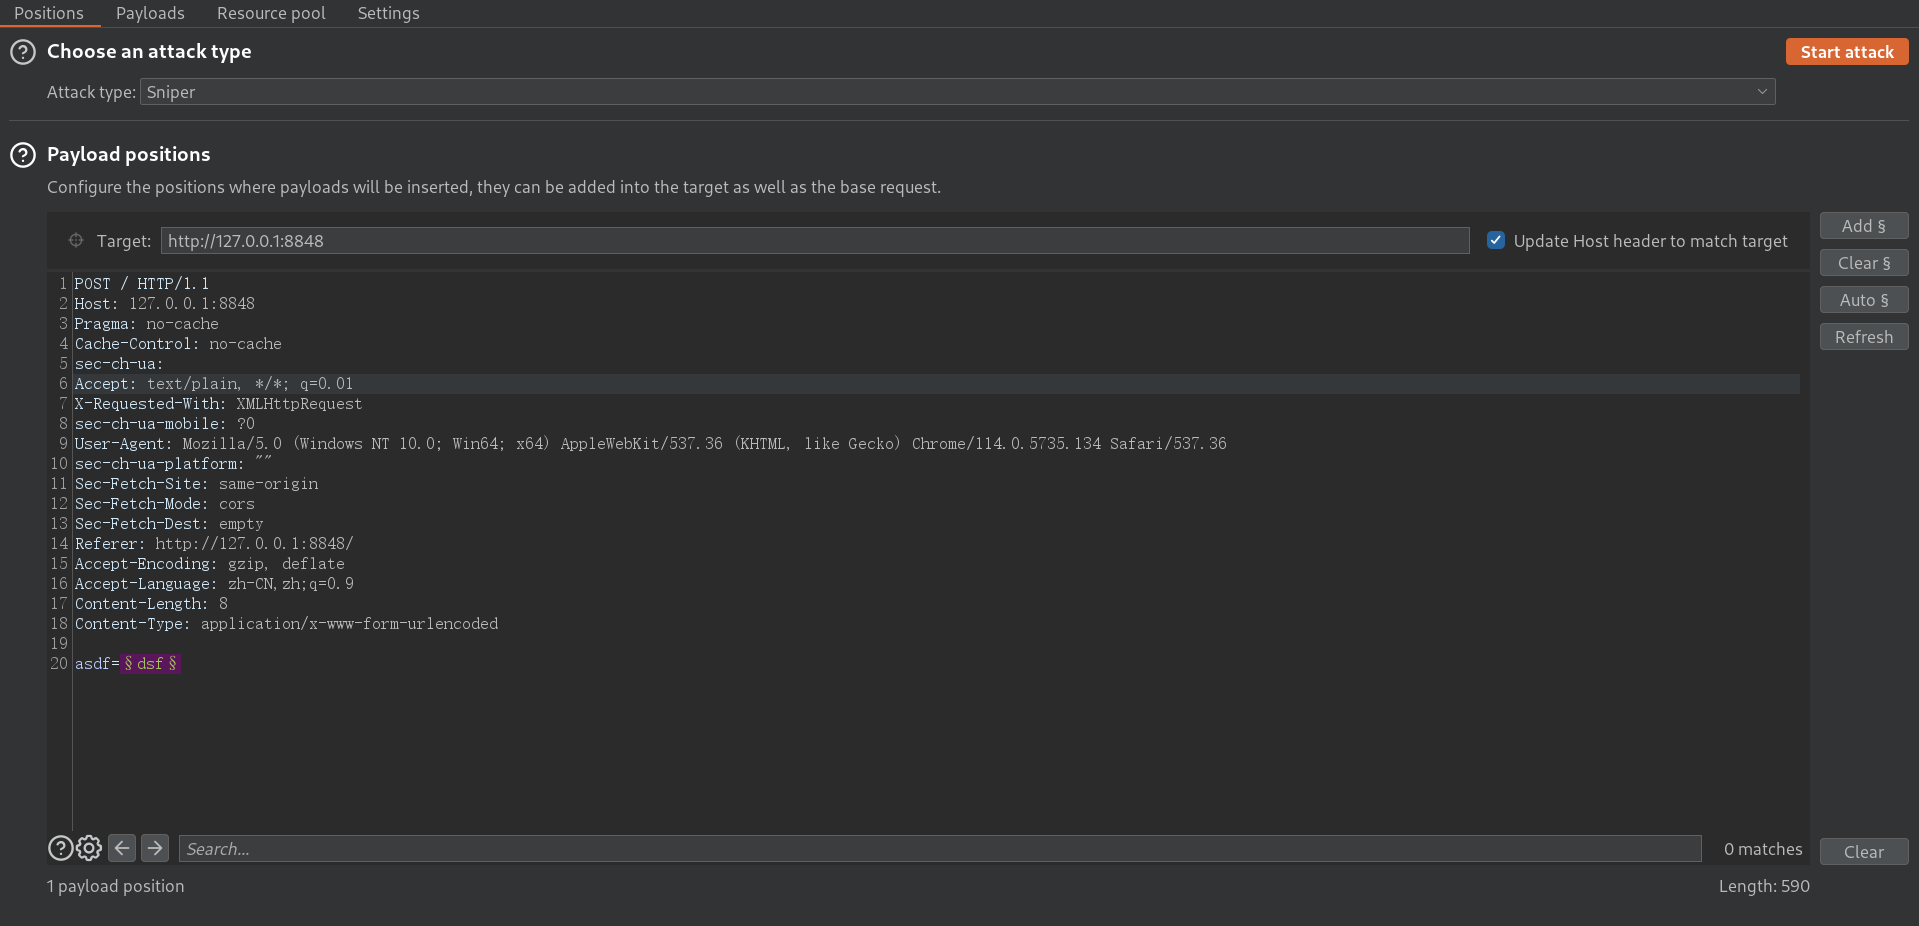 Positions Payloads Resource pool Settings
Choose an attack type
Start attack
Attack type: Sniper
Payload positions
Configure the positions where payloads will be inserted, they can be added into the target as well as the base request.
Target: http://127.0.0.1:8848 Update Host header to match target
Add §
Clear §
Auto §
Refresh
1 POST / HTTP/1.1
2 Host: 127.0.0.1:8848
3 Pragma: no-cache
4 Cache-Control: no-cache
5 sec-ch-ua:
6 Accept: text/plain, */*; q=0.01
7 X-Requested-With: XMLHttpRequest
8 sec-ch-ua-mobile: ?0
9 User-Agent: Mozilla/5.0 (Windows NT 10.0; Win64; x64) AppleWebKit/537.36 (KHTML, like Gecko) Chrome/114.0.5735.134 Safari/537.36
10 sec-ch-ua-platform: ""
11 Sec-Fetch-Site: same-origin
12 Sec-Fetch-Mode: cors
13 Sec-Fetch-Dest: empty
14 Referer: http://127.0.0.1:8848/
15 Accept-Encoding: gzip, deflate
16 Accept-Language: zh-CN,zh;q=0.9
17 Content-Length: 8
18 Content-Type: application/x-www-form-urlencoded
19
20 asdf=§dsf§
Search... 0 matches
Clear
1 payload position
Length: 590